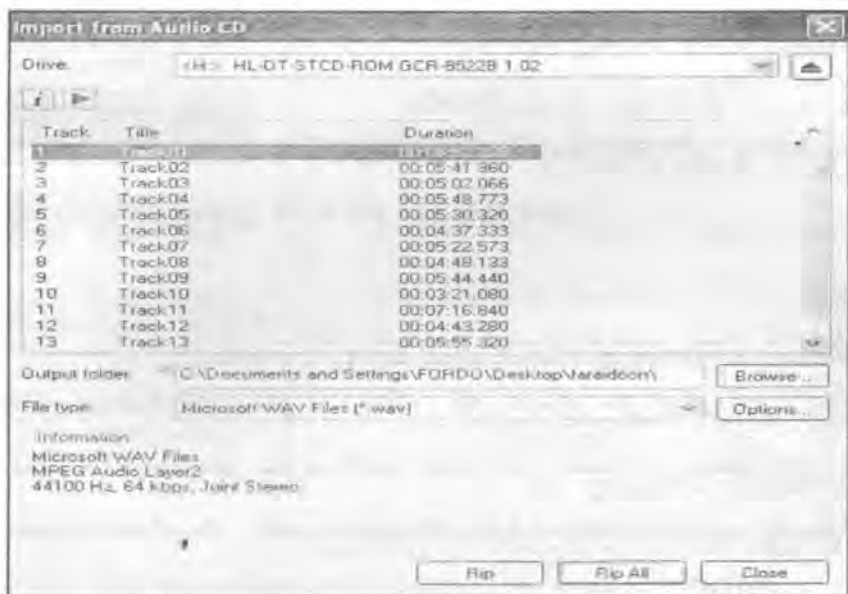 Import from Audio CD
Drive: <H:> HL-DT-STCD-ROM GCR-8522B 1.02
Track Title Duration
1 Track01
2 Track02 00:05:41.360
3 Track03 00:05:02.066
4 Track04 00:05:48.773
5 Track05 00:05:30.320
6 Track06 00:04:37.333
7 Track07 00:05:22.573
8 Track08 00:04:48.133
9 Track09 00:05:44.440
10 Track10 00:03:21.080
11 Track11 00:07:16.840
12 Track12 00:04:43.280
13 Track13 00:05:55.320
Output folder: C:\Documents and Settings\FORDO\Desktop\faraidoon\ Browse...
File type: Microsoft WAV Files (*.wav) Options...
Information
Microsoft WAV Files
MPEG Audio Layer2
44100 Hz, 64 kbps, Joint Stereo
Rip Rip All Close